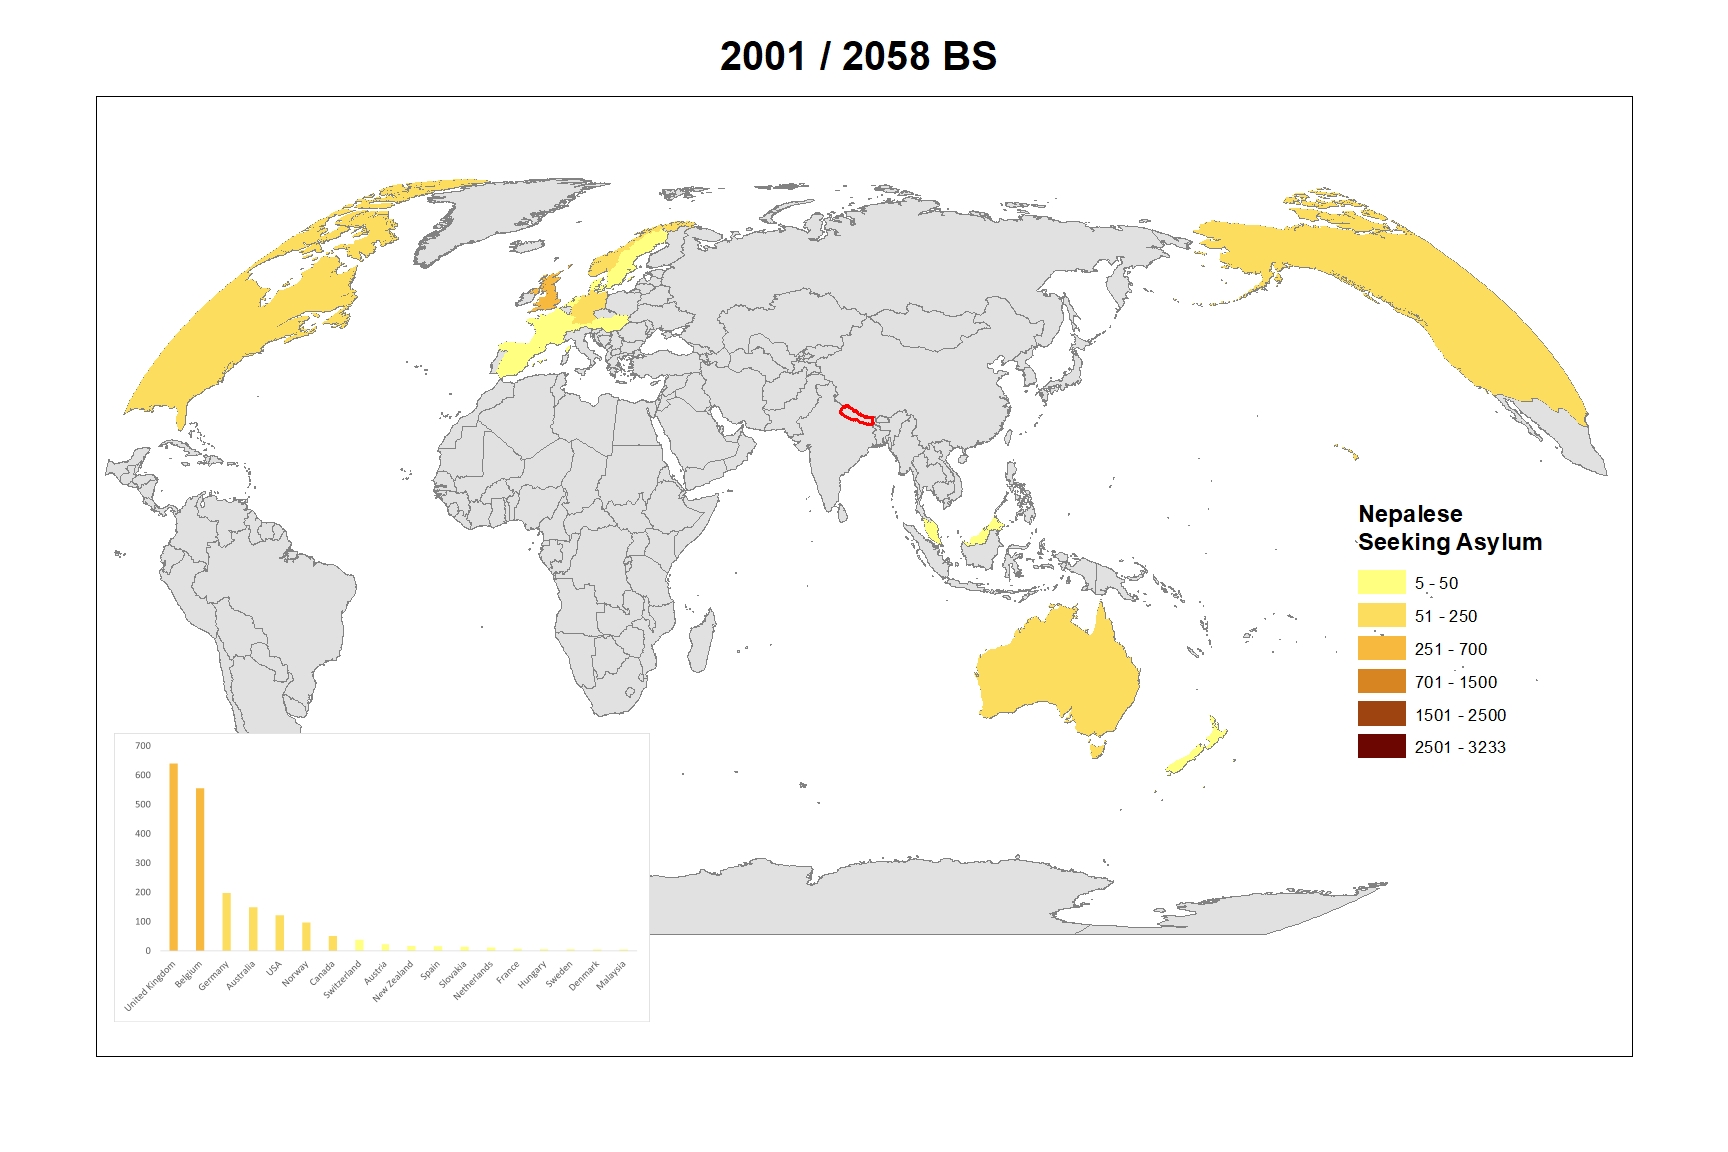 2001 / 2058 BS
Nepalese
Seeking Asylum
5 - 50
51 - 250
251 - 700
701 - 1500
1501 - 2500
2501 - 3233
700
600
500
400
300
200
100
0
United Kingdom
Belgium
Germany
Australia
USA
Norway
Canada
Switzerland
Austria
New Zealand
Spain
Slovakia
Netherlands
France
Hungary
Sweden
Denmark
Malaysia